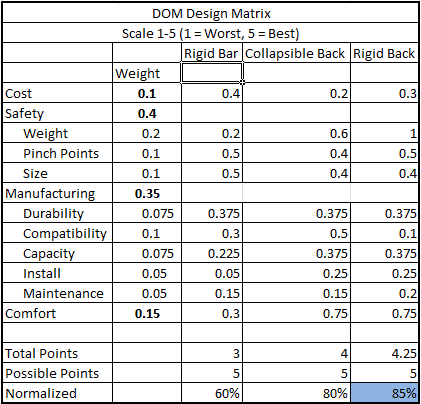 DOM Design Matrix
Scale 1-5 (1 = Worst, 5 = Best)
Rigid Bar Collapsible Back Rigid Back
Weight
Cost 0.1 0.4 0.2 0.3
Safety 0.4
Weight 0.2 0.2 0.6 1
Pinch Points 0.1 0.5 0.4 0.5
Size 0.1 0.5 0.4 0.4
Manufacturing 0.35
Durability 0.075 0.375 0.375 0.375
Compatibility 0.1 0.3 0.5 0.1
Capacity 0.075 0.225 0.375 0.375
Install 0.05 0.05 0.25 0.25
Maintenance 0.05 0.15 0.15 0.2
Comfort 0.15 0.3 0.75 0.75
Total Points 3 4 4.25
Possible Points 5 5 5
Normalized 60% 80% 85%